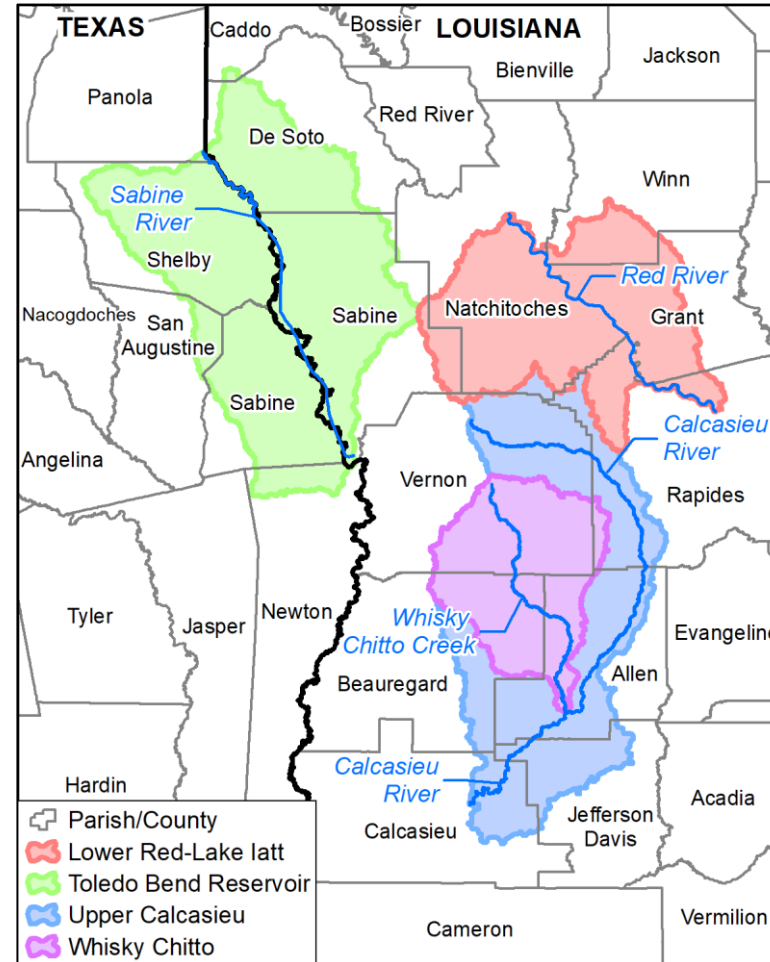 TEXAS
Caddo
Bossier
LOUISIANA
Bienville
Jackson
Panola
Red River
De Soto
Winn
Sabine
River
Shelby
Red River
Natchitoches
Grant
Nacogdoches
San
Augustine
Sabine
Sabine
Calcasieu
River
Angelina
Vernon
Rapides
Tyler
Jasper
Newton
Whisky
Chitto Creek
Evangeline
Allen
Beauregard
Hardin
Calcasieu
River
Acadia
Calcasieu
Jefferson
Davis
Cameron
Vermilion
Parish/County
Lower Red-Lake Iatt
Toledo Bend Reservoir
Upper Calcasieu
Whisky Chitto